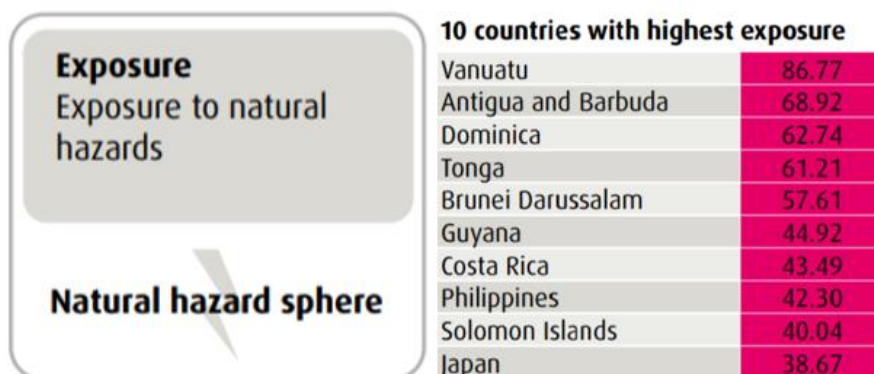 Exposure
Exposure to natural
hazards
Natural hazard sphere
10 countries with highest exposure
Vanuatu 86.77
Antigua and Barbuda 68.92
Dominica 62.74
Tonga 61.21
Brunei Darussalam 57.61
Guyana 44.92
Costa Rica 43.49
Philippines 42.30
Solomon Islands 40.04
Japan 38.67